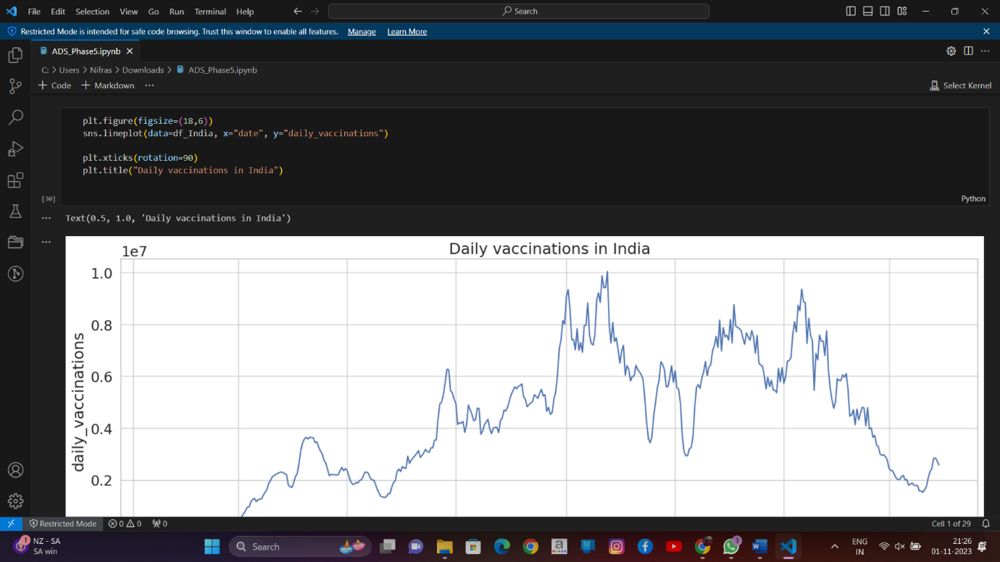 File Edit Selection View Go Run Terminal Help
Search
Restricted Mode is intended for safe code browsing. Trust this window to enable all features. Manage Learn More
ADS_Phase5.ipynb
C: > Users > Nifras > Downloads > ADS_Phase5.ipynb
+ Code + Markdown ···
Select Kernel
plt.figure(figsize=(18,6))
sns.lineplot(data=df_India, x="date", y="daily_vaccinations")
plt.xticks(rotation=90)
plt.title("Daily vaccinations in India")
[30]
Python
Text(0.5, 1.0, 'Daily vaccinations in India')
Daily vaccinations in India
1e7
1.0
0.8
0.6
0.4
0.2
daily_vaccinations
Restricted Mode
0
0
0
Cell 1 of 29
1
NZ - SA
SA win
Search
a
3
W
ENG
IN
21:26
01-11-2023